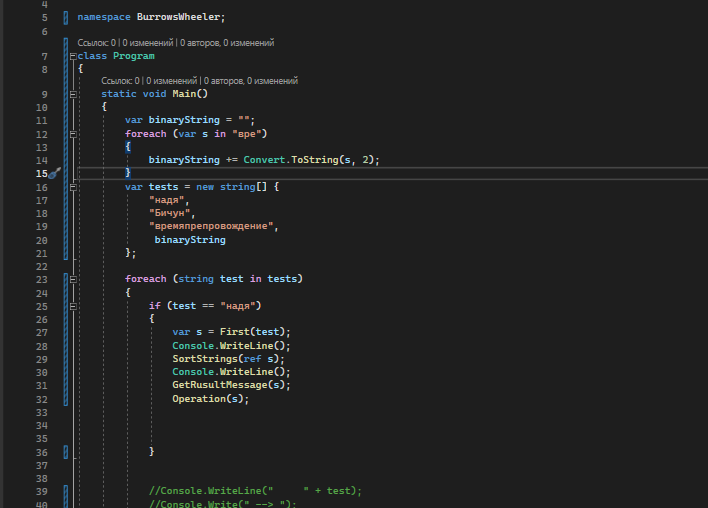 4
5 namespace BurrowsWheeler;
6
Ссылок: 0 | 0 изменений | 0 авторов, 0 изменений
7 class Program
8 {
Ссылок: 0 | 0 изменений | 0 авторов, 0 изменений
9 static void Main()
10 {
11 var binaryString = "";
12 foreach (var s in "вре")
13 {
14 binaryString += Convert.ToString(s, 2);
15 }
16 var tests = new string[] {
17 "надя",
18 "Бичун",
19 "времяпрепровождение",
20 binaryString
21 };
22
23 foreach (string test in tests)
24 {
25 if (test == "надя")
26 {
27 var s = First(test);
28 Console.WriteLine();
29 SortStrings(ref s);
30 Console.WriteLine();
31 GetRusultMessage(s);
32 Operation(s);
33
34
35
36 }
37
38
39 //Console.WriteLine("     " + test);
40 //Console.Write(" --> ");